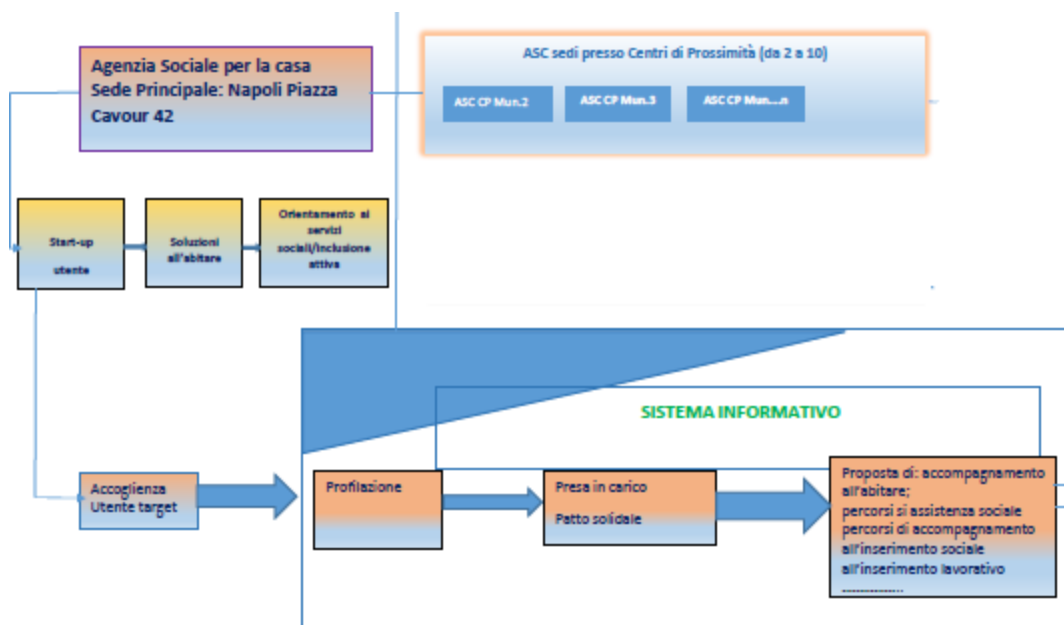 Agenzia Sociale per la casa
Sede Principale: Napoli Piazza
Cavour 42
ASC sedi presso Centri di Prossimità (da 2 a 10)
ASC CP Mun.2
ASC CP Mun.3
ASC CP Mun....n
Start-up
utente
Soluzioni
all'abitare
Orientamento ai
servizi
sociali/inclusione
attiva
SISTEMA INFORMATIVO
Accoglienza
Utente target
Profilazione
Presa in carico
Patto solidale
Proposta di: accompagnamento
all'abitare;
percorsi si assistenza sociale
percorsi di accompagnamento
all'inserimento sociale
all'inserimento lavorativo
...............